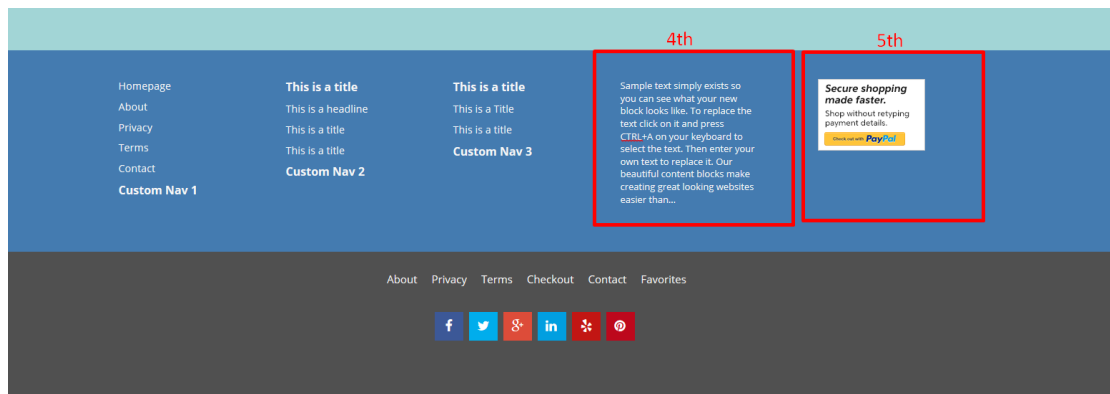 4th
5th
Homepage
About
Privacy
Terms
Contact
Custom Nav 1
This is a title
This is a headline
This is a title
This is a title
Custom Nav 2
This is a title
This is a Title
This is a title
Custom Nav 3
Sample text simply exists so
you can see what your new
block looks like. To replace the
text click on it and press
CTRL+A on your keyboard to
select the text. Then enter your
own text to replace it. Our
beautiful content blocks make
creating great looking websites
easier than...
Secure shopping
made faster.
Shop without retyping
payment details.
Check out with PayPal
About Privacy Terms Checkout Contact Favorites